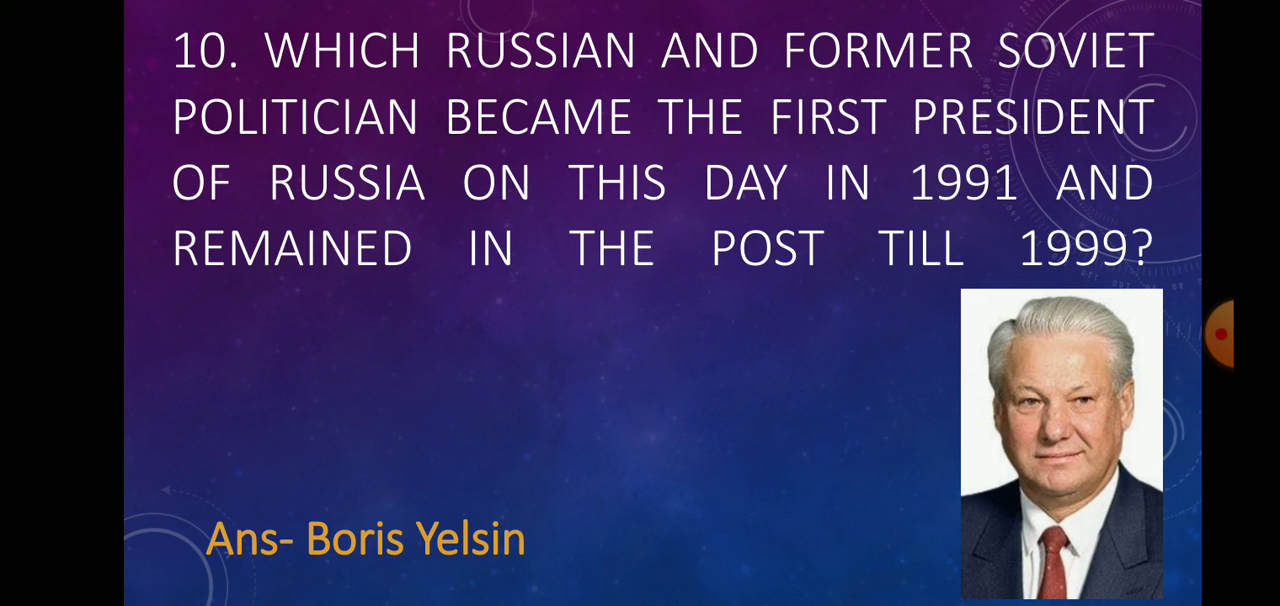 10. WHICH RUSSIAN AND FORMER SOVIET
POLITICIAN BECAME THE FIRST PRESIDENT
OF RUSSIA ON THIS DAY IN 1991 AND
REMAINED IN THE POST TILL 1999?
Ans- Boris Yelsin